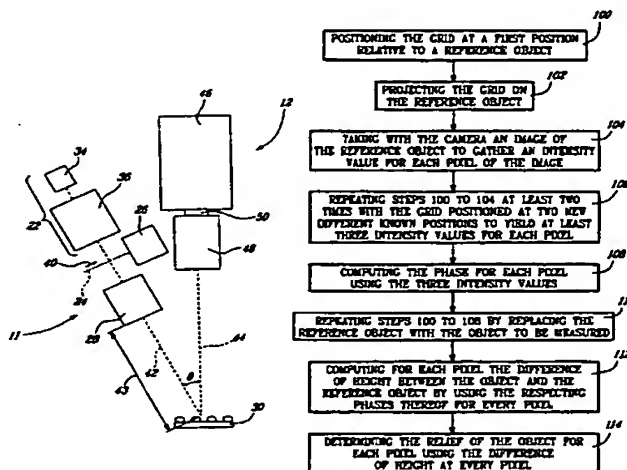 46
12
34
36
22
26
50
48
40
24
11
28
42
44
43
θ
30
100
POSITIONING THE GRID AT A FIRST POSITION
RELATIVE TO A REFERENCE OBJECT
102
PROJECTING THE GRID ON
THE REFERENCE OBJECT
104
TAKING WITH THE CAMERA AN IMAGE OF
THE REFERENCE OBJECT TO GATHER AN INTENSITY
VALUE FOR EACH PIXEL OF THE IMAGE
106
REPEATING STEPS 100 TO 104 AT LEAST TWO
TIMES WITH THE GRID POSITIONED AT TWO NEW
DIFFERENT KNOWN POSITIONS TO YIELD AT LEAST
THREE INTENSITY VALUES FOR EACH PIXEL
108
COMPUTING THE PHASE FOR EACH PIXEL
USING THE THREE INTENSITY VALUES
11
REPEATING STEPS 100 TO 108 BY REPLACING THE
REFERENCE OBJECT WITH THE OBJECT TO BE MEASURED
112
COMPUTING FOR EACH PIXEL THE DIFFERENCE
OF HEIGHT BETWEEN THE OBJECT AND THE
REFERENCE OBJECT BY USING THE RESPECTING
PHASES THEREOF FOR EVERY PIXEL
114
DETERMINING THE RELIEF OF THE OBJECT FOR
EACH PIXEL USING THE DIFFERENCE
OF HEIGHT AT EVERY PIXEL